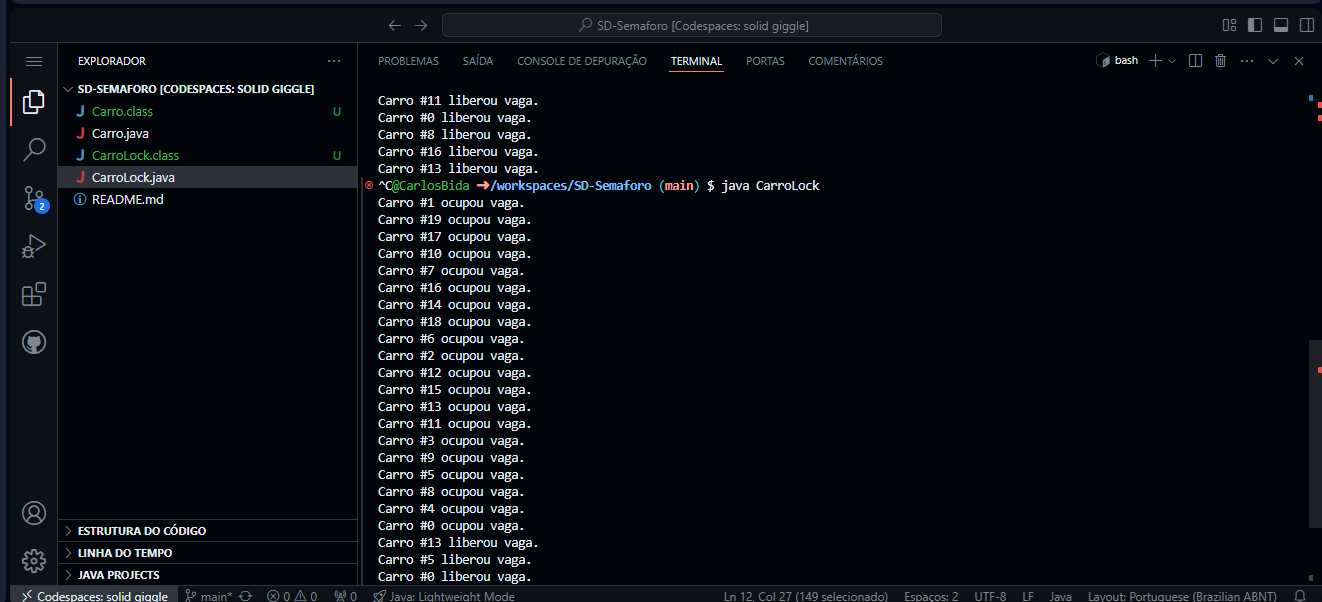 SD-Semaforo [Codespaces: solid giggle]
EXPLORADOR
SD-SEMAFORO [CODESPACES: SOLID GIGGLE]
J Carro.class U
J Carro.java
J CarroLock.class U
J CarroLock.java
README.md
2
ESTRUTURA DO CÓDIGO
LINHA DO TEMPO
JAVA PROJECTS
PROBLEMAS SAÍDA CONSOLE DE DEPURAÇÃO TERMINAL PORTAS COMENTÁRIOS bash
Carro #11 liberou vaga.
Carro #0 liberou vaga.
Carro #8 liberou vaga.
Carro #16 liberou vaga.
Carro #13 liberou vaga.
^C@CarlosBida ➜/workspaces/SD-Semaforo (main) $ java CarroLock
Carro #1 ocupou vaga.
Carro #19 ocupou vaga.
Carro #17 ocupou vaga.
Carro #10 ocupou vaga.
Carro #7 ocupou vaga.
Carro #16 ocupou vaga.
Carro #14 ocupou vaga.
Carro #18 ocupou vaga.
Carro #6 ocupou vaga.
Carro #2 ocupou vaga.
Carro #12 ocupou vaga.
Carro #15 ocupou vaga.
Carro #13 ocupou vaga.
Carro #11 ocupou vaga.
Carro #3 ocupou vaga.
Carro #9 ocupou vaga.
Carro #5 ocupou vaga.
Carro #8 ocupou vaga.
Carro #4 ocupou vaga.
Carro #0 ocupou vaga.
Carro #13 liberou vaga.
Carro #5 liberou vaga.
Carro #0 liberou vaga.
Codespaces: solid giggle main* 0 0 0 Java: Lightweight Mode Ln 12, Col 27 (149 selecionado) Espaços: 2 UTF-8 LF Java Layout: Portuguese (Brazilian ABNT)